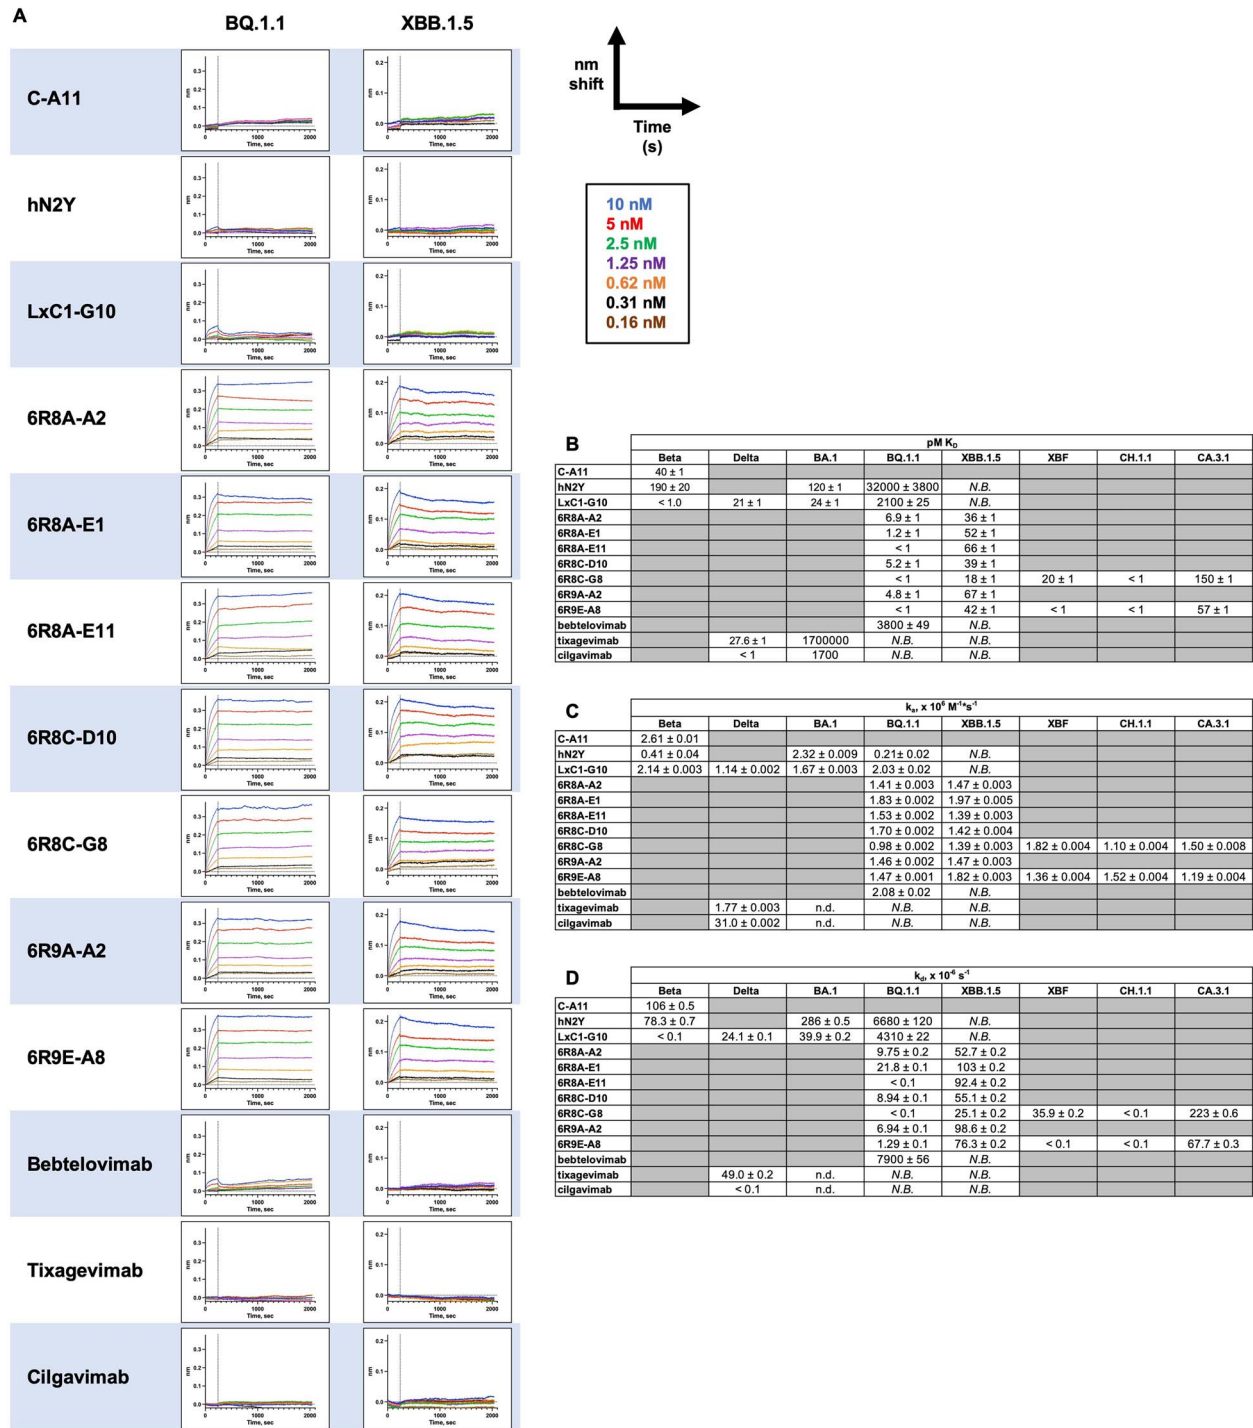 A
BQ.1.1 XBB.1.5
C-A11
hN2Y
LxC1-G10
6R8A-A2
6R8A-E1
6R8A-E11
6R8C-D10
6R8C-G8
6R9A-A2
6R9E-A8
Bebtelovimab
Tixagevimab
Cilgavimab
nm
shift
Time
(s)
10 nM
5 nM
2.5 nM
1.25 nM
0.62 nM
0.31 nM
0.16 nM
B pM K_D
Beta Delta BA.1 BQ.1.1 XBB.1.5 XBF CH.1.1 CA.3.1
C-A11 40 ± 1
hN2Y 190 ± 20 120 ± 1 32000 ± 3800 N.B.
LxC1-G10 < 1.0 21 ± 1 24 ± 1 2100 ± 25 N.B.
6R8A-A2 6.9 ± 1 36 ± 1
6R8A-E1 1.2 ± 1 52 ± 1
6R8A-E11 < 1 66 ± 1
6R8C-D10 5.2 ± 1 39 ± 1
6R8C-G8 < 1 18 ± 1 20 ± 1 < 1 150 ± 1
6R9A-A2 4.8 ± 1 67 ± 1
6R9E-A8 < 1 42 ± 1 < 1 < 1 57 ± 1
bebtelovimab 3800 ± 49 N.B.
tixagevimab 27.6 ± 1 1700000 N.B. N.B.
cilgavimab < 1 1700 N.B. N.B.
C k_a, x 10⁶ M⁻¹*s⁻¹
Beta Delta BA.1 BQ.1.1 XBB.1.5 XBF CH.1.1 CA.3.1
C-A11 2.61 ± 0.01
hN2Y 0.41 ± 0.04 2.32 ± 0.009 0.21± 0.02 N.B.
LxC1-G10 2.14 ± 0.003 1.14 ± 0.002 1.67 ± 0.003 2.03 ± 0.02 N.B.
6R8A-A2 1.41 ± 0.003 1.47 ± 0.003
6R8A-E1 1.83 ± 0.002 1.97 ± 0.005
6R8A-E11 1.53 ± 0.002 1.39 ± 0.003
6R8C-D10 1.70 ± 0.002 1.42 ± 0.004
6R8C-G8 0.98 ± 0.002 1.39 ± 0.003 1.82 ± 0.004 1.10 ± 0.004 1.50 ± 0.008
6R9A-A2 1.46 ± 0.002 1.47 ± 0.003
6R9E-A8 1.47 ± 0.001 1.82 ± 0.003 1.36 ± 0.004 1.52 ± 0.004 1.19 ± 0.004
bebtelovimab 2.08 ± 0.02 N.B.
tixagevimab 1.77 ± 0.003 n.d. N.B. N.B.
cilgavimab 31.0 ± 0.002 n.d. N.B. N.B.
D k_d, x 10⁻⁶ s⁻¹
Beta Delta BA.1 BQ.1.1 XBB.1.5 XBF CH.1.1 CA.3.1
C-A11 106 ± 0.5
hN2Y 78.3 ± 0.7 286 ± 0.5 6680 ± 120 N.B.
LxC1-G10 < 0.1 24.1 ± 0.1 39.9 ± 0.2 4310 ± 22 N.B.
6R8A-A2 9.75 ± 0.2 52.7 ± 0.2
6R8A-E1 21.8 ± 0.1 103 ± 0.2
6R8A-E11 < 0.1 92.4 ± 0.2
6R8C-D10 8.94 ± 0.1 55.1 ± 0.2
6R8C-G8 < 0.1 25.1 ± 0.2 35.9 ± 0.2 < 0.1 223 ± 0.6
6R9A-A2 6.94 ± 0.1 98.6 ± 0.2
6R9E-A8 1.29 ± 0.1 76.3 ± 0.2 < 0.1 < 0.1 67.7 ± 0.3
bebtelovimab 7900 ± 56 N.B.
tixagevimab 49.0 ± 0.2 n.d. N.B. N.B.
cilgavimab < 0.1 n.d. N.B. N.B.